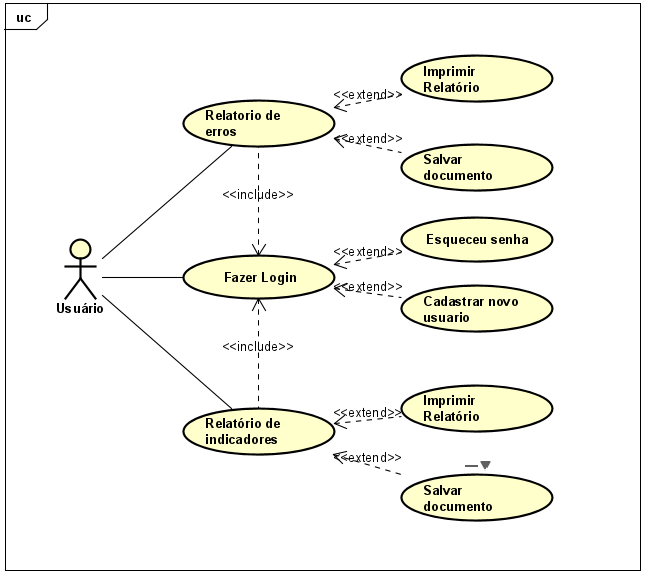 uc
Imprimir
Relatório
<<extend>>
Relatorio de
erros
<<extend>>
Salvar
documento
<<include>>
Esqueceu senha
<<extend>>
Fazer Login
<<extend>>
Cadastrar novo
usuario
Usuário
<<include>>
Imprimir
Relatório
<<extend>>
Relatório de
indicadores
<<extend>>
Salvar
documento